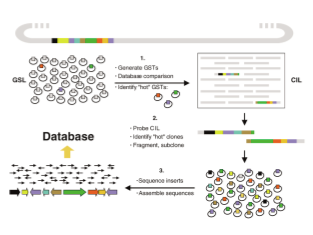 1.
· Generate GSTs
· Database comparison
· Identify "hot" GSTs:
GSL
CIL
2.
· Probe CIL
· Identify "hot" clones
· Fragment, subclone
Database
3.
·Sequence inserts
· Assemble sequences